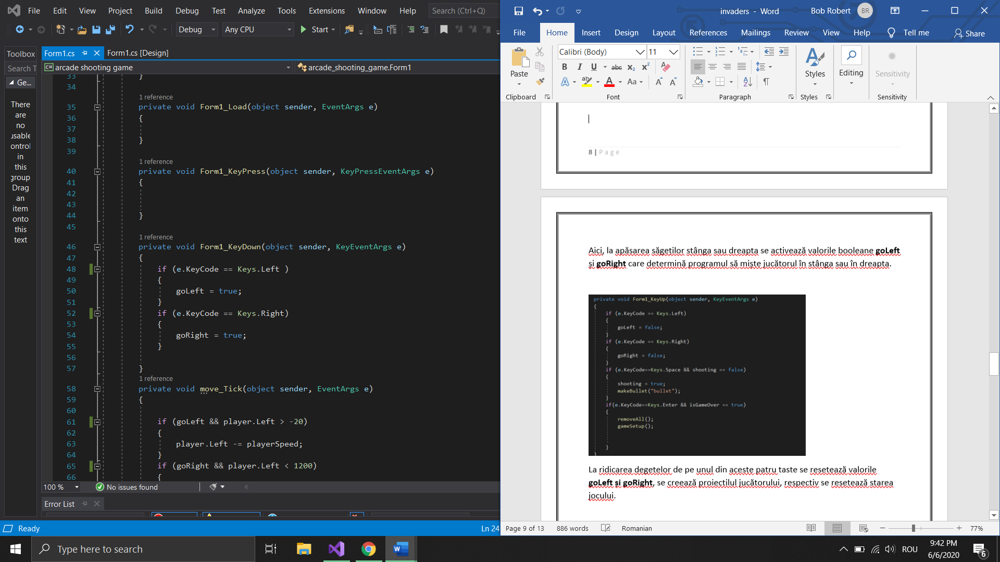 File Edit View Project Build Debug Test Analyze Tools Extensions Window Help Search (Ctrl+Q)
Debug Any CPU Start
Toolbox
Search T
Ge...
There
are
no
usable
controls
in
this
group.
Drag
an
item
onto
this
text
Form1.cs Form1.cs [Design]
C# arcade shooting game arcade_shooting_game.Form1
33 }
34
1 reference
35 private void Form1_Load(object sender, EventArgs e)
36 {
37
38 }
39
1 reference
40 private void Form1_KeyPress(object sender, KeyPressEventArgs e)
41 {
42
43
44 }
45
1 reference
46 private void Form1_KeyDown(object sender, KeyEventArgs e)
47 {
48 if (e.KeyCode == Keys.Left )
49 {
50 goLeft = true;
51 }
52 if (e.KeyCode == Keys.Right)
53 {
54 goRight = true;
55 }
56
57 }
1 reference
58 private void move_Tick(object sender, EventArgs e)
59 {
60
61 if (goLeft && player.Left > -20)
62 {
63 player.Left -= playerSpeed;
64 }
65 if (goRight && player.Left < 1200)
66 {
100 % No issues found
Error List
Ready Ln 24
invaders - Word Bob Robert BR
File Home Insert Design Layout References Mailings Review View Help Tell me Share
Paste
Clipboard
Calibri (Body) 11
B I U abc x₂ x²
A ab A Aa A A
Font
Paragraph
Styles
Styles
Editing
Sensitivity
Sensitivity
8 | Page
Aici, la apăsarea săgetilor stânga sau dreapta se activează valorile booleane goLeft
și goRight care determină programul să miște jucătorul în stânga sau în dreapta.
private void Form1_KeyUp(object sender, KeyEventArgs e)
{
if (e.KeyCode == Keys.Left)
{
goLeft = false;
}
if (e.KeyCode == Keys.Right)
{
goRight = false;
}
if (e.KeyCode==Keys.Space && shooting == false)
{
shooting = true;
makeBullet("bullet");
}
if(e.KeyCode==Keys.Enter && isGameOver == true)
{
removeAll();
gameSetup();
}
}
La ridicarea degetelor de pe unul din aceste patru taste se resetează valorile
goLeft și goRight, se creează proiectilul jucătorului, respectiv se resetează starea
jocului.
Page 9 of 13 886 words Romanian 77%
Type here to search
ROU
9:42 PM
6/6/2020
6